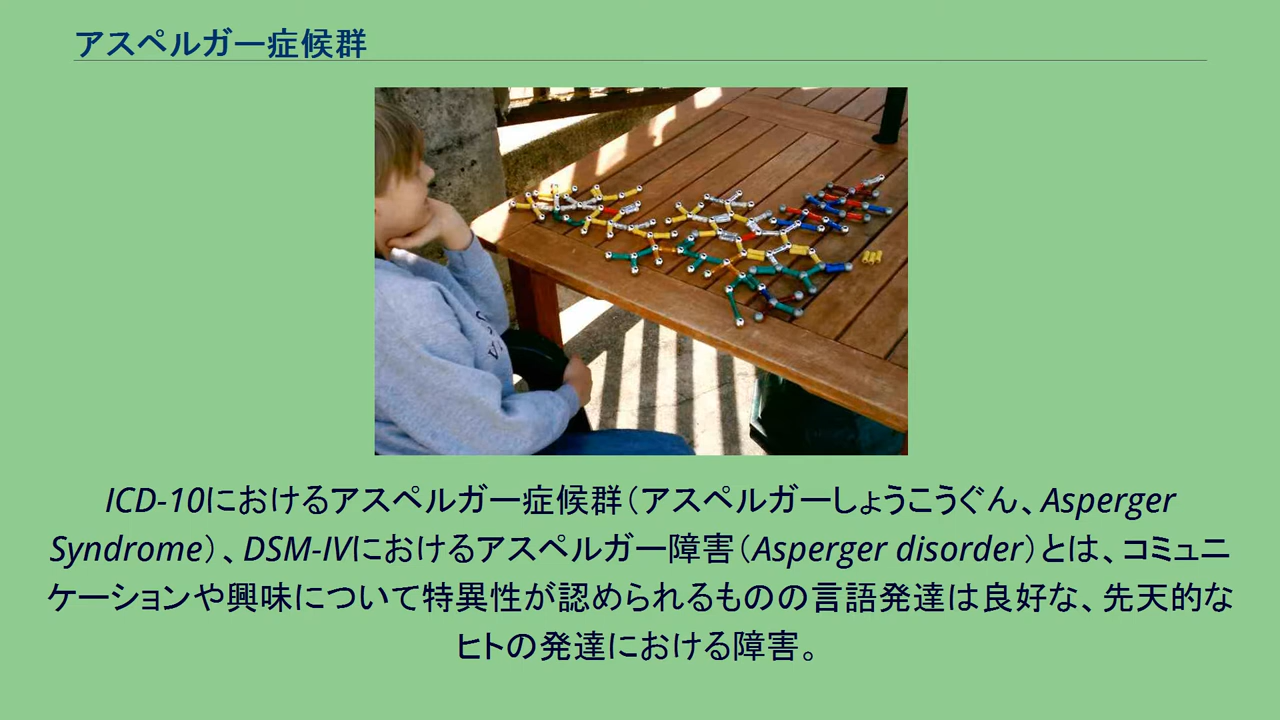 アスペルガー症候群
ICD-10におけるアスペルガー症候群（アスペルガーしょうこうぐん、Asperger
Syndrome）、DSM-IVにおけるアスペルガー障害（Asperger disorder）とは、コミュニ
ケーションや興味について特異性が認められるものの言語発達は良好な、先天的な
ヒトの発達における障害。